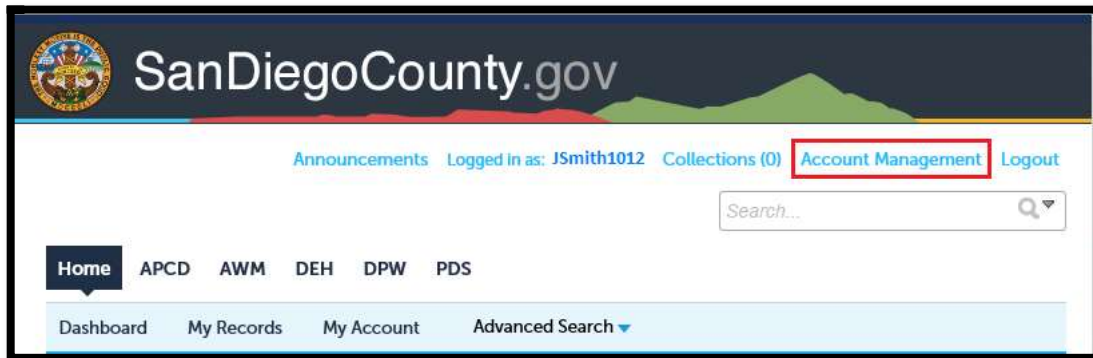 SanDiegoCounty.gov
Announcements Logged in as: JSmith1012 Collections (0) Account Management Logout
Search...
Home APCD AWM DEH DPW PDS
Dashboard My Records My Account Advanced Search